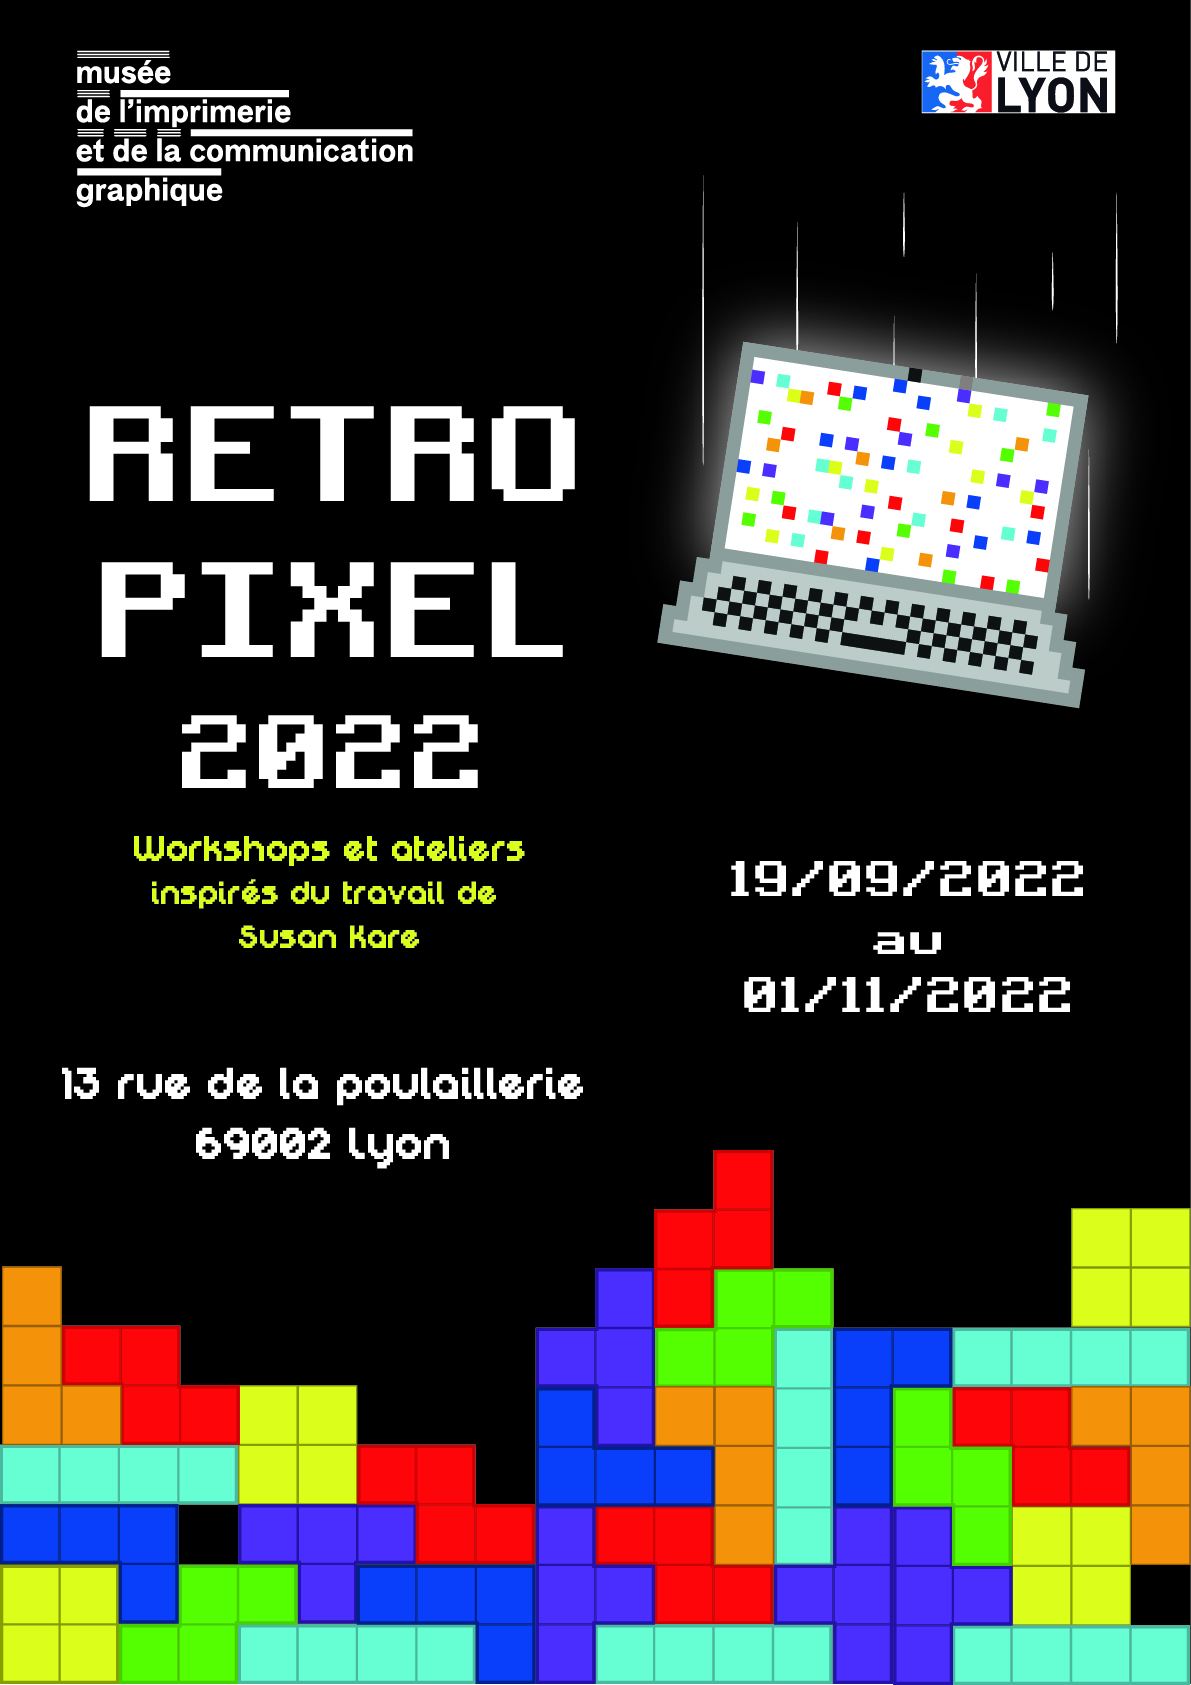 musée
de l'imprimerie
et de la communication
graphique
VILLE DE
LYON
RETRO
PIXEL
2022
Workshops et ateliers
inspirés du travail de
Susan Kare
19/09/2022
au
01/11/2022
13 rue de la poulaillerie
69002 Lyon